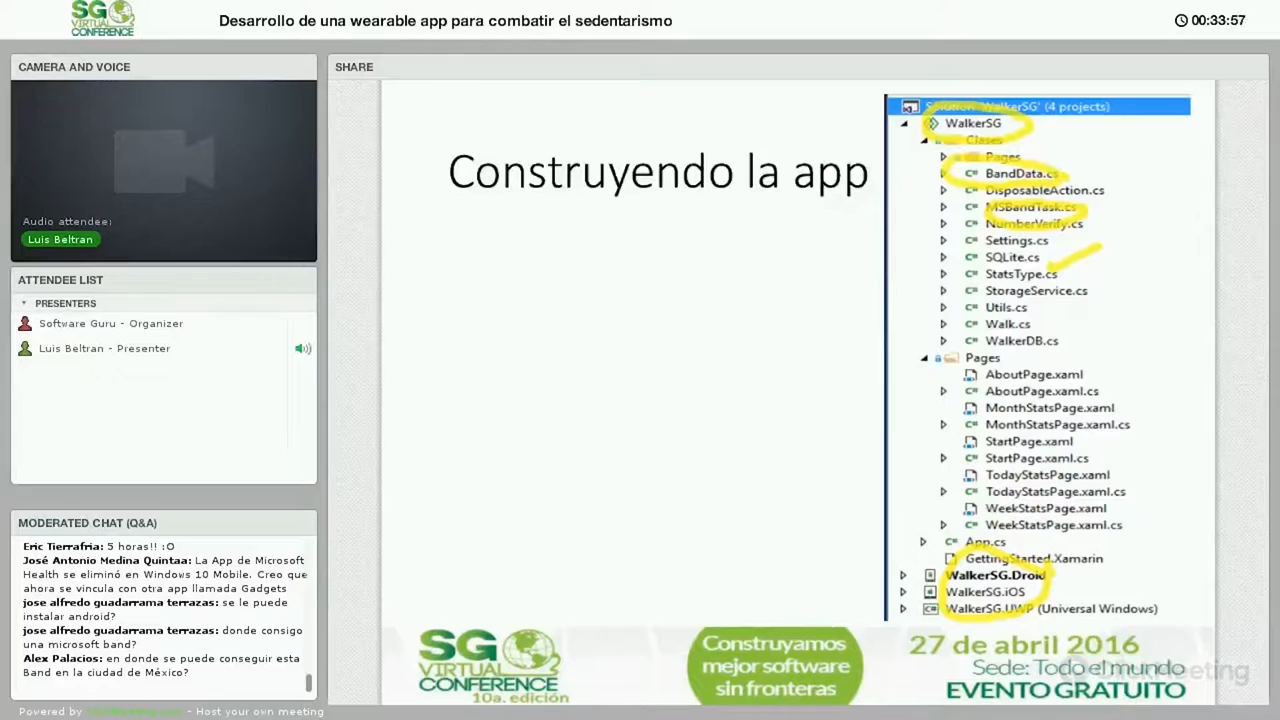 SG
VIRTUAL
CONFERENCE
Desarrollo de una wearable app para combatir el sedentarismo
00:33:57
CAMERA AND VOICE
Audio attendee:
Luis Beltran
ATTENDEE LIST
PRESENTERS
Software Guru - Organizer
Luis Beltran - Presenter
MODERATED CHAT (Q&A)
Eric Tierrafria: 5 horas!! :O
José Antonio Medina Quintaa: La App de Microsoft
Health se eliminó en Windows 10 Mobile. Creo que
ahora se vincula con otra app llamada Gadgets
jose alfredo guadarrama terrazas: se le puede
instalar android?
jose alfredo guadarrama terrazas: donde consigo
una microsoft band?
Alex Palacios: en donde se puede conseguir esta
Band en la ciudad de México?
SHARE
Construyendo la app
Solution 'WalkerSG' (4 projects)
WalkerSG
Clases
Pages
C# BandData.cs
C# DisposableAction.cs
C# MSBandTask.cs
C# NumberVerify.cs
C# Settings.cs
C# SQLite.cs
C# StatsType.cs
C# StorageService.cs
C# Utils.cs
C# Walk.cs
C# WalkerDB.cs
Pages
AboutPage.xaml
C# AboutPage.xaml.cs
MonthStatsPage.xaml
C# MonthStatsPage.xaml.cs
StartPage.xaml
C# StartPage.xaml.cs
TodayStatsPage.xaml
C# TodayStatsPage.xaml.cs
WeekStatsPage.xaml
C# WeekStatsPage.xaml.cs
C# App.cs
GettingStarted.Xamarin
WalkerSG.Droid
WalkerSG.iOS
C# WalkerSG.UWP (Universal Windows)
SG
VIRTUAL
CONFERENCE
10a. edición
Construyamos
mejor software
sin fronteras
27 de abril 2016
Sede: Todo el mundo
EVENTO GRATUITO
ClickMeeting
Powered by ClickMeeting.com - Host your own meeting